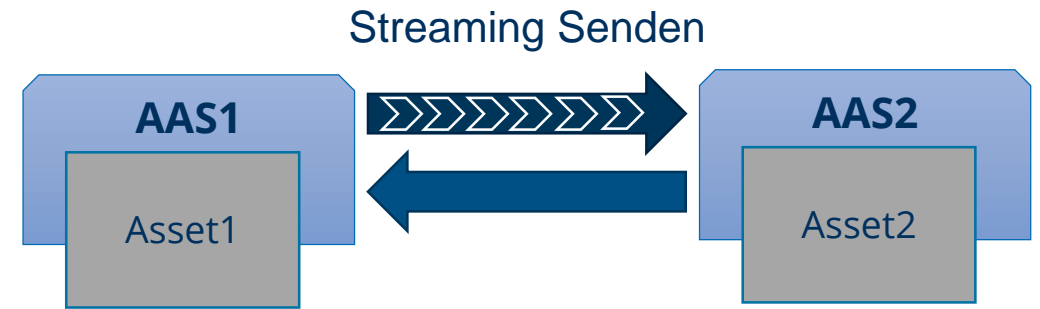 Streaming Senden
AAS1
AAS2
Asset1
Asset2